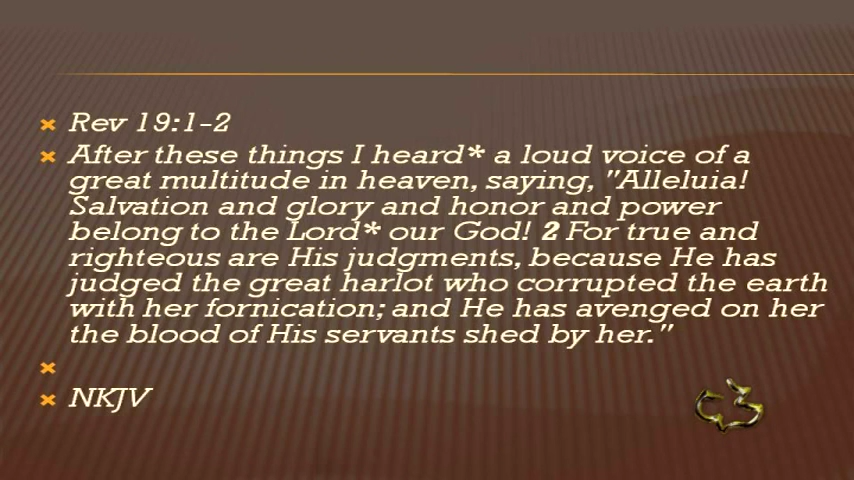 Rev 19:1-2
After these things I heard* a loud voice of a
great multitude in heaven, saying, "Alleluia!
Salvation and glory and honor and power
belong to the Lord* our God! 2 For true and
righteous are His judgments, because He has
judged the great harlot who corrupted the earth
with her fornication; and He has avenged on her
the blood of His servants shed by her."
NKJV